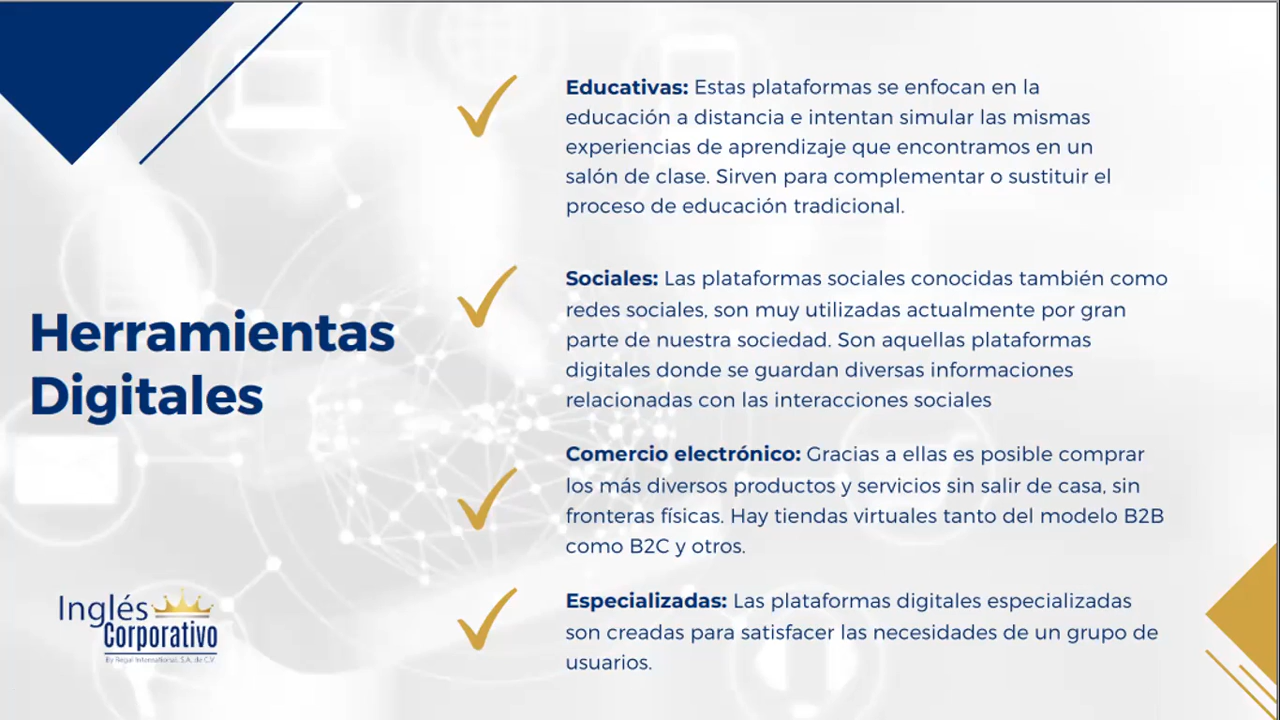 Herramientas
Digitales
Educativas: Estas plataformas se enfocan en la
educación a distancia e intentan simular las mismas
experiencias de aprendizaje que encontramos en un
salón de clase. Sirven para complementar o sustituir el
proceso de educación tradicional.
Sociales: Las plataformas sociales conocidas también como
redes sociales, son muy utilizadas actualmente por gran
parte de nuestra sociedad. Son aquellas plataformas
digitales donde se guardan diversas informaciones
relacionadas con las interacciones sociales
Comercio electrónico: Gracias a ellas es posible comprar
los más diversos productos y servicios sin salir de casa, sin
fronteras físicas. Hay tiendas virtuales tanto del modelo B2B
como B2C y otros.
Especializadas: Las plataformas digitales especializadas
son creadas para satisfacer las necesidades de un grupo de
usuarios.
Inglés
Corporativo
By Regal International, S.A. de C.V.